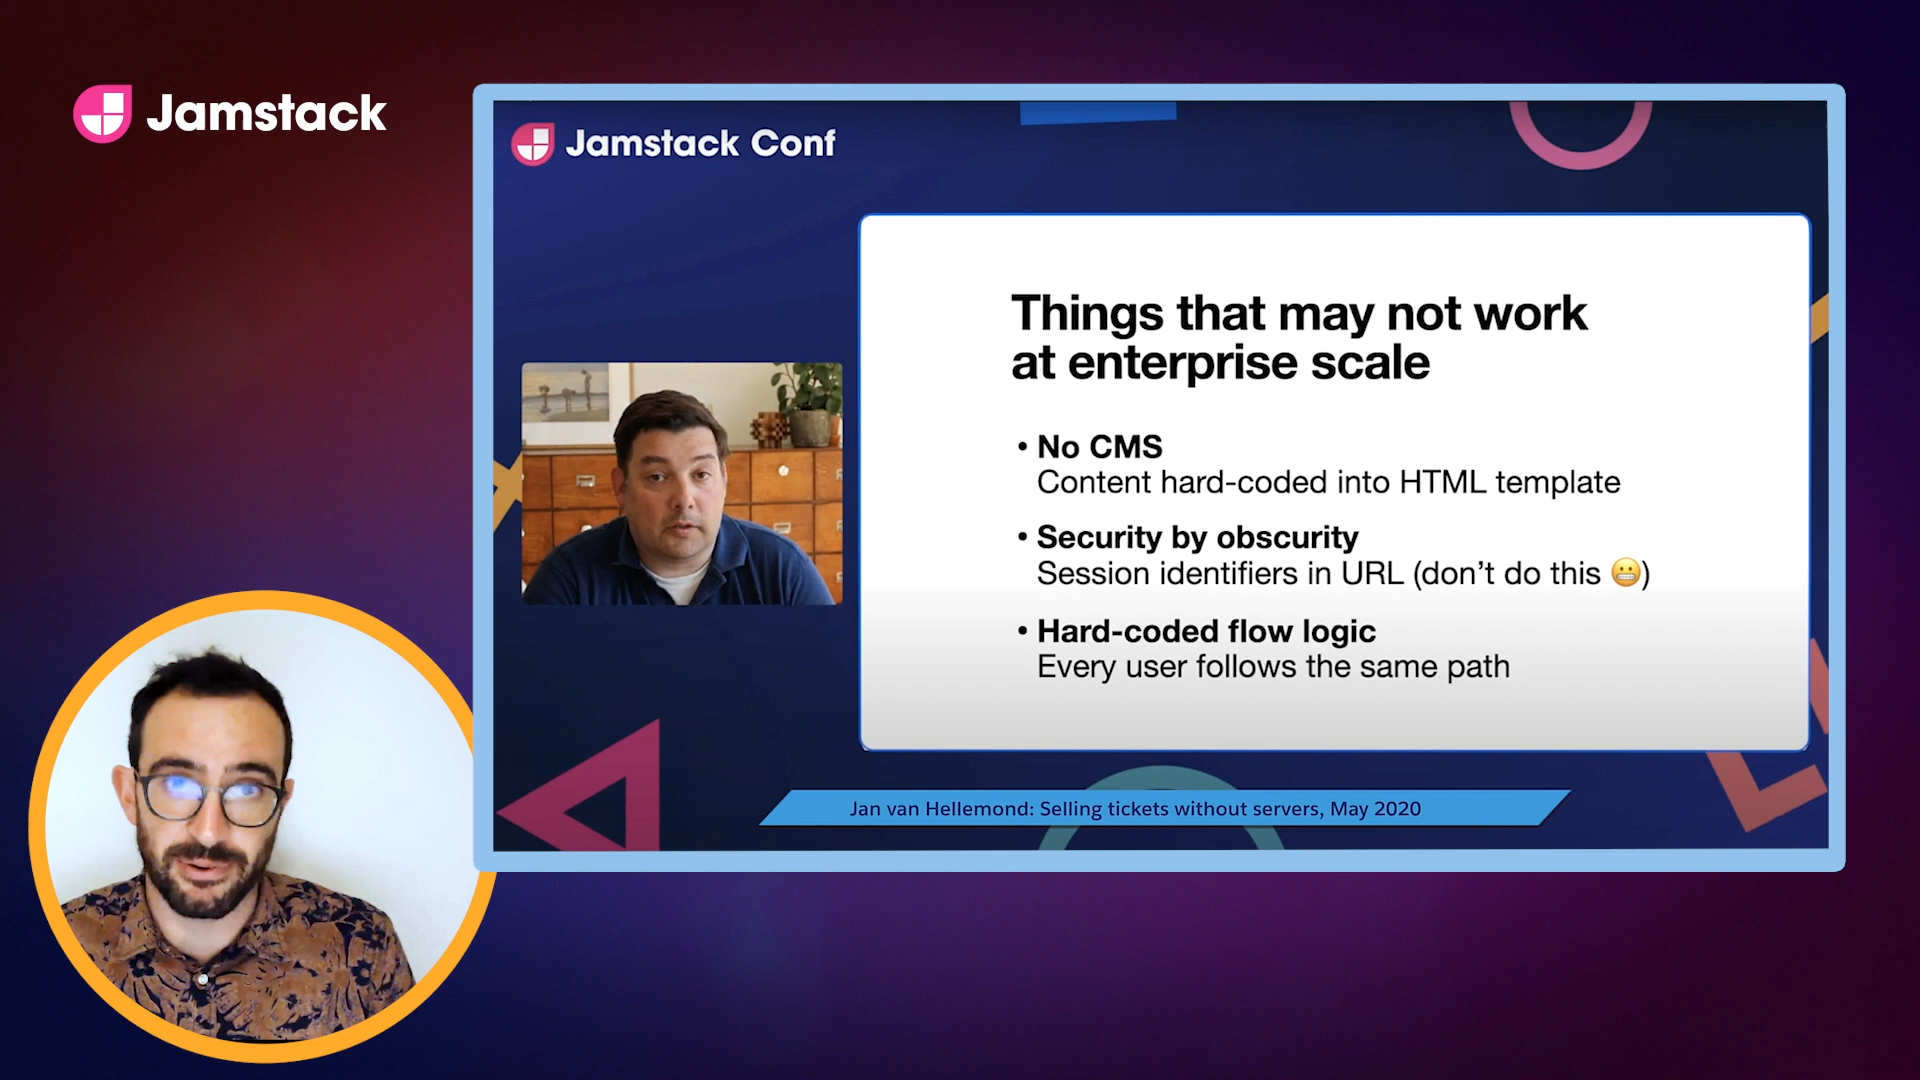 Jamstack
Jamstack Conf
Things that may not work
at enterprise scale
• No CMS
Content hard-coded into HTML template
• Security by obscurity
Session identifiers in URL (don’t do this 😬)
• Hard-coded flow logic
Every user follows the same path
Jan van Hellemond: Selling tickets without servers, May 2020